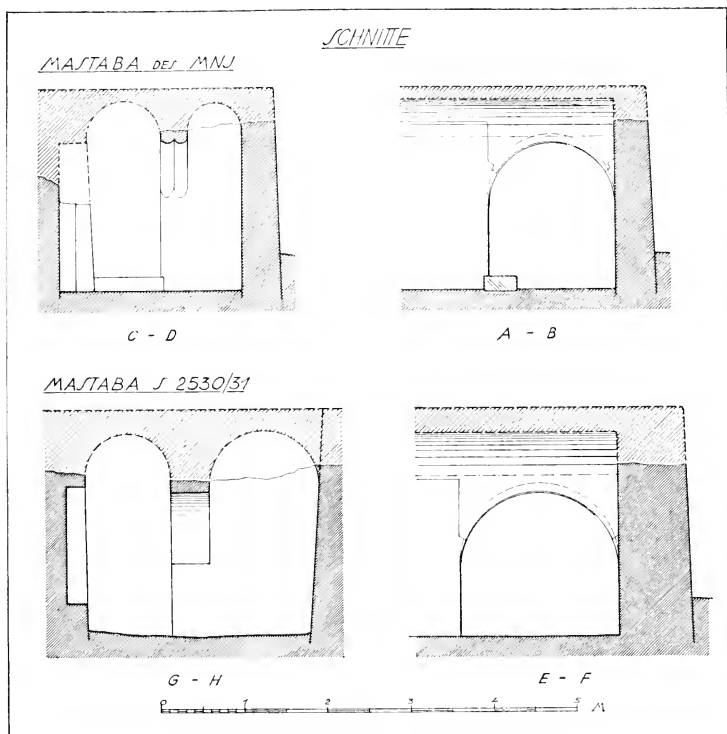 SCHNITTE
MASTABA DES MNJ
C - D
A - B
MASTABA S 2530/31
G - H
E - F
0 1 2 3 4 5 M